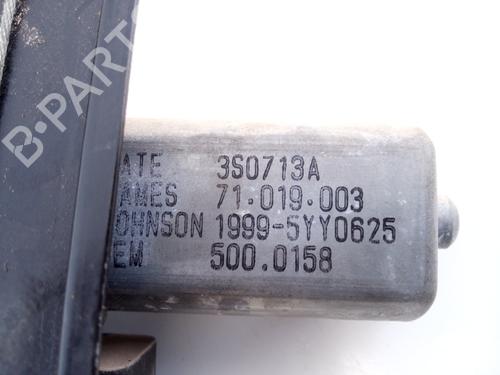 B-PARTS
ATE 3S0713A
AMES 71.019.003
OHNSON 1999-5YY0625
EM 500.0158